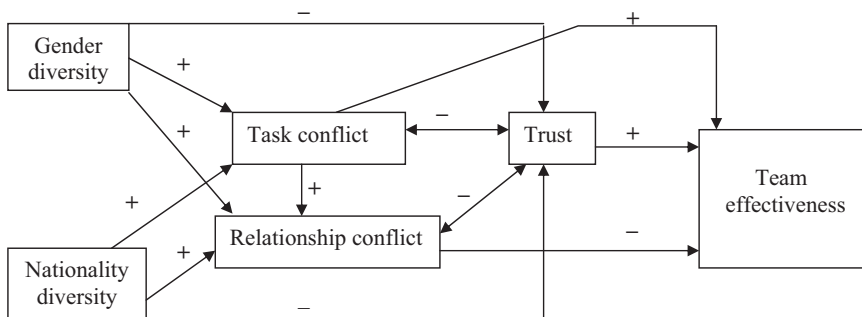 −
+
Gender
diversity
+
+
Task conflict
−
Trust
+
Team
effectiveness
+
−
+
Relationship conflict
−
Nationality
diversity
+
−